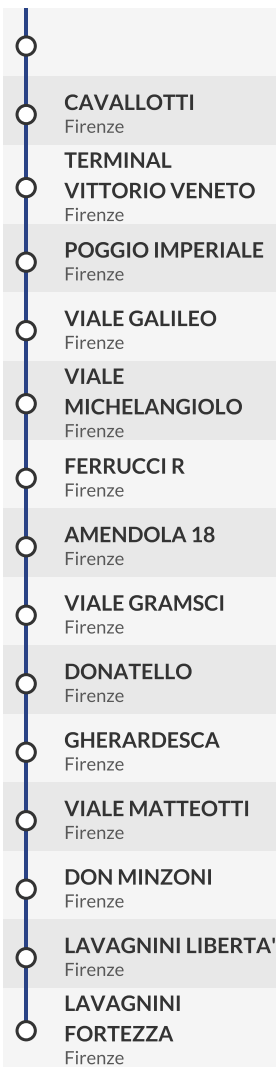 CAVALLOTTI
Firenze
TERMINAL
VITTORIO VENETO
Firenze
POGGIO IMPERIALE
Firenze
VIALE GALILEO
Firenze
VIALE
MICHELANGIOLO
Firenze
FERRUCCI R
Firenze
AMENDOLA 18
Firenze
VIALE GRAMSCI
Firenze
DONATELLO
Firenze
GHERARDESCA
Firenze
VIALE MATTEOTTI
Firenze
DON MINZONI
Firenze
LAVAGNINI LIBERTA'
Firenze
LAVAGNINI
FORTEZZA
Firenze